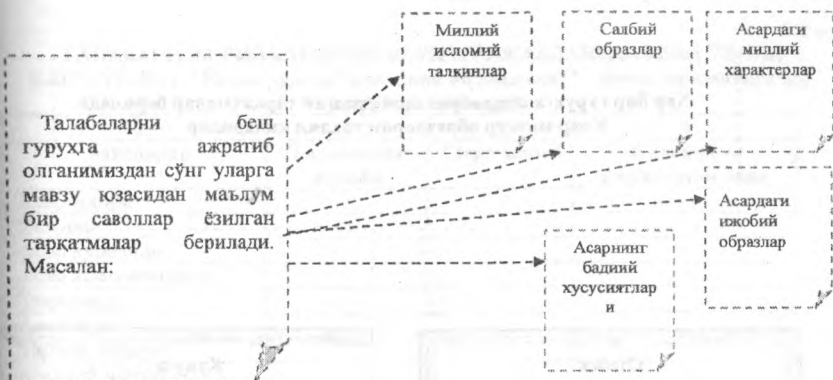 Талабаларни беш
гуруҳга ажратиб
олганимиздан сўнг уларга
мавзу юзасидан маълум
бир саволлар ёзилган
тарқатмалар берилади.
Масалан:
Миллий
исломий
талқинлар
Салбий
образлар
Асардаги
миллий
характерлар
Асардаги
ижобий
образлар
Асарнинг
бадиий
хусусиятлар
и